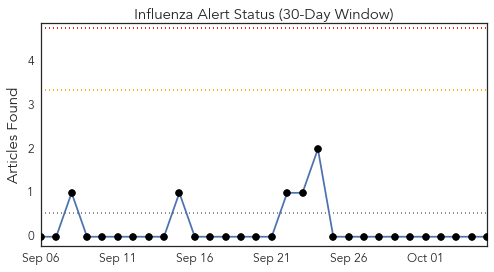 Influenza Alert Status (30-Day Window)
Articles Found
4
3
2
1
0
Sep 06 Sep 11 Sep 16 Sep 21 Sep 26 Oct 01